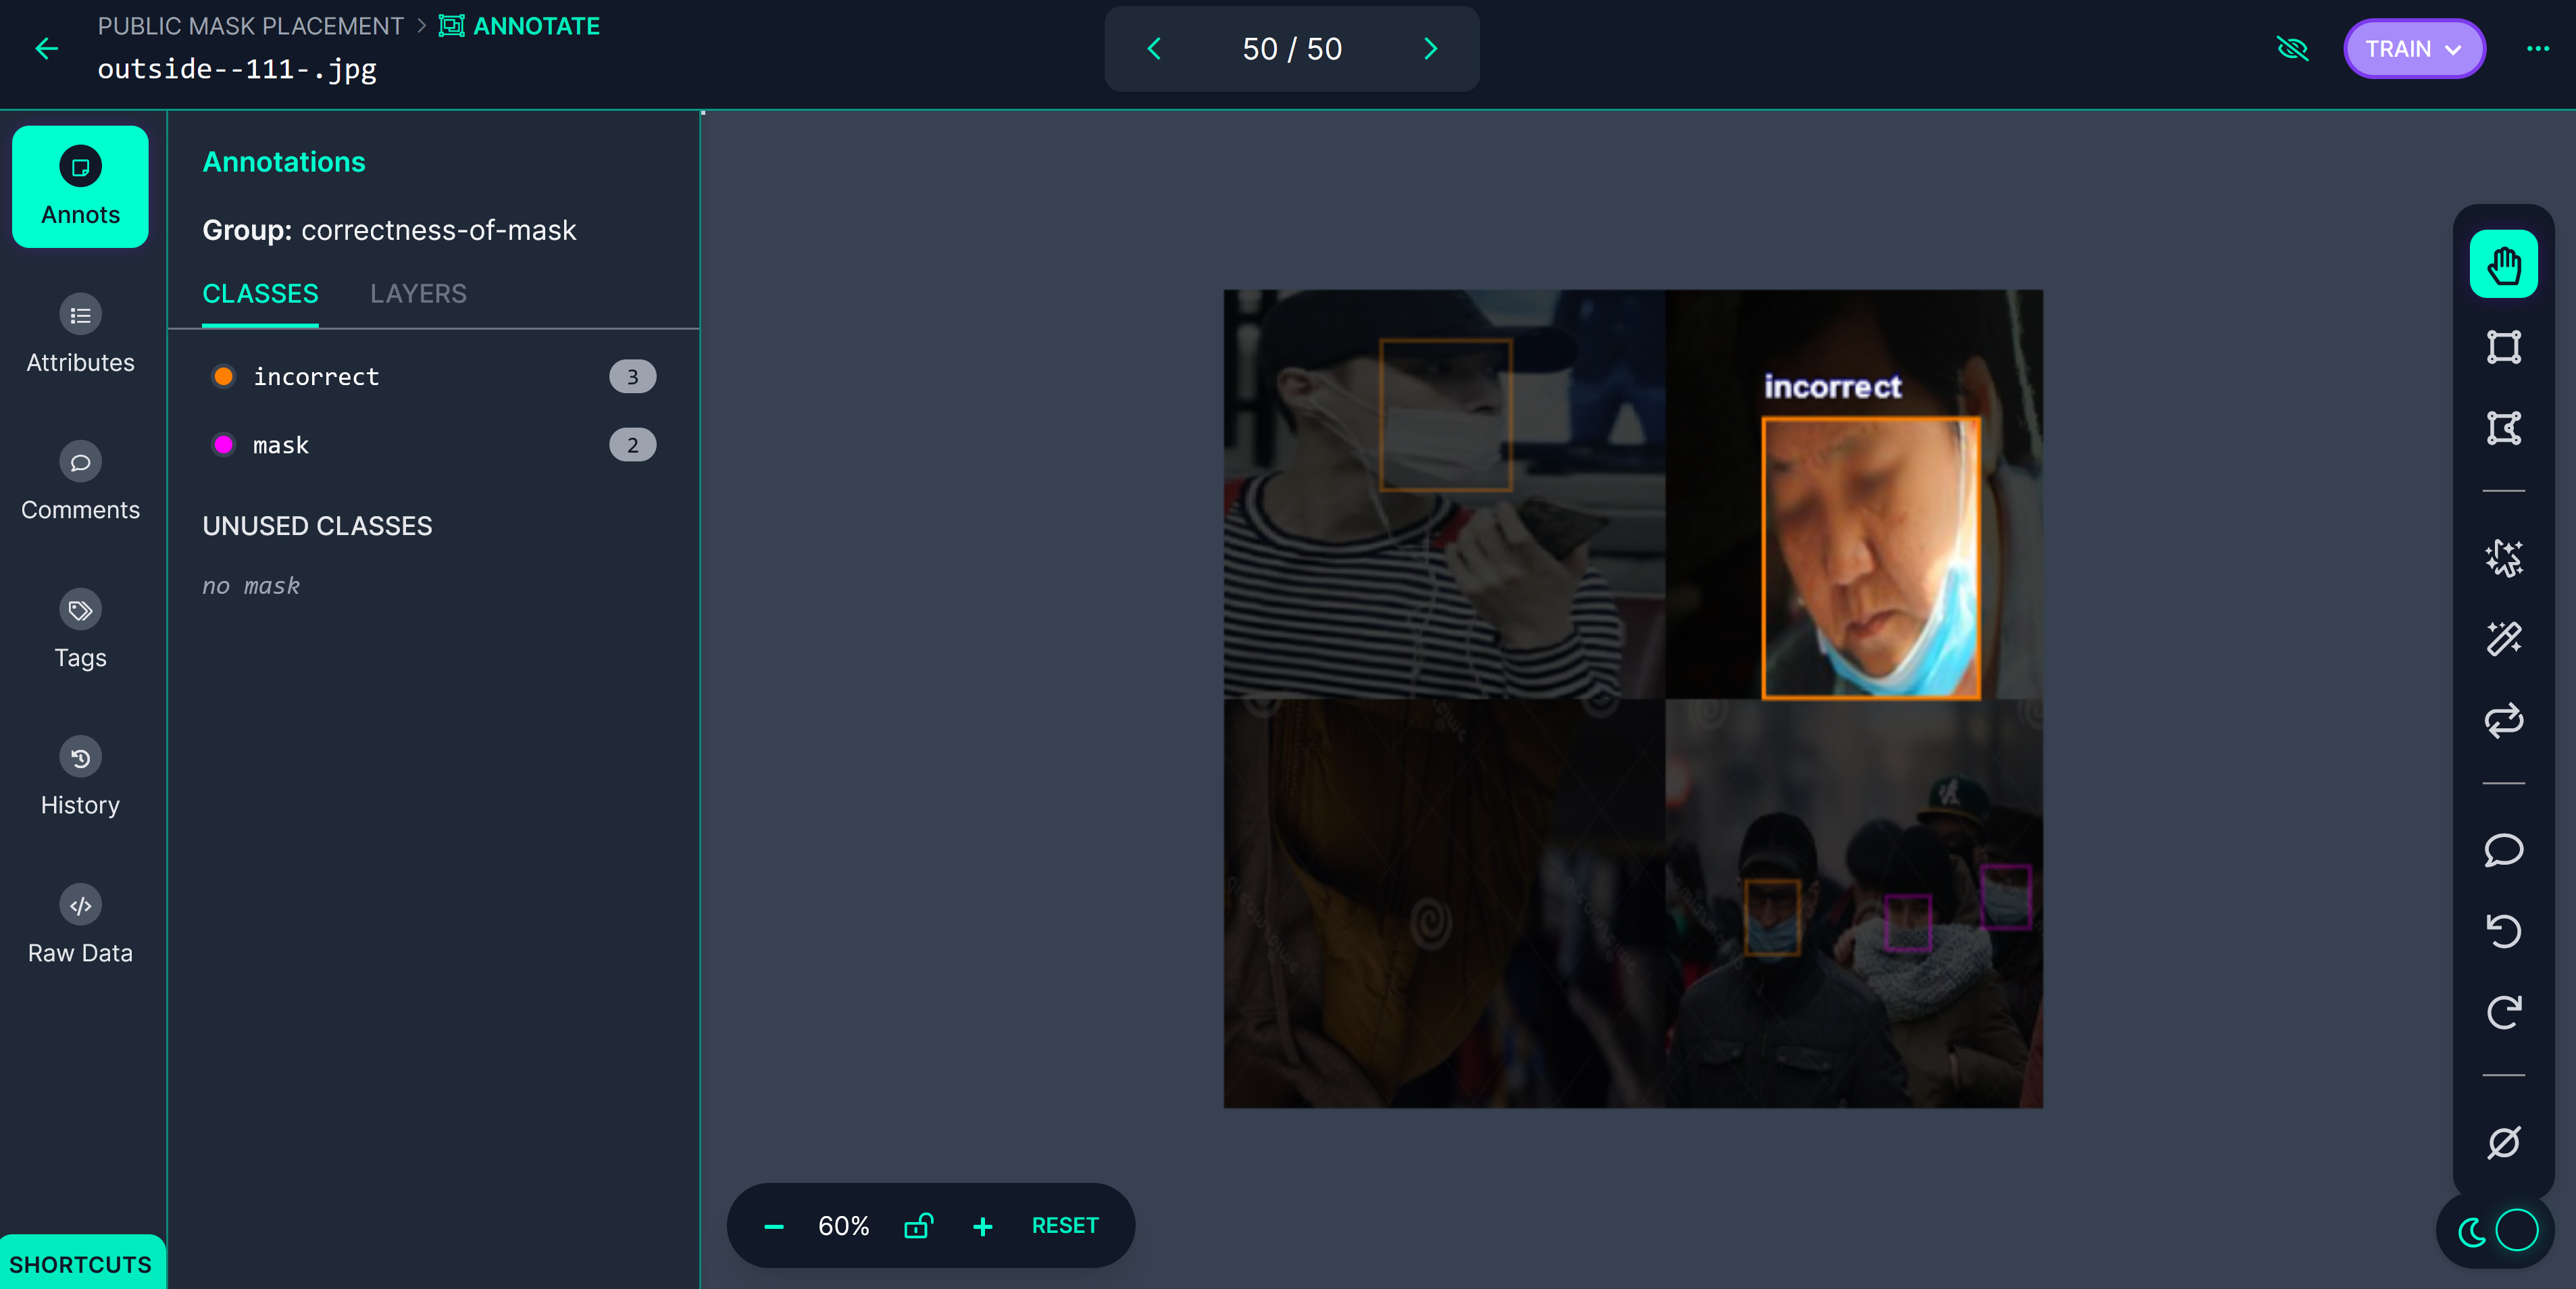 PUBLIC MASK PLACEMENT > ANNOTATE
outside--111-.jpg
50 / 50
TRAIN
Annots
Attributes
Comments
Tags
History
Raw Data
SHORTCUTS
Annotations
Group: correctness-of-mask
CLASSES LAYERS
incorrect 3
mask 2
UNUSED CLASSES
no mask
incorrect
60% RESET